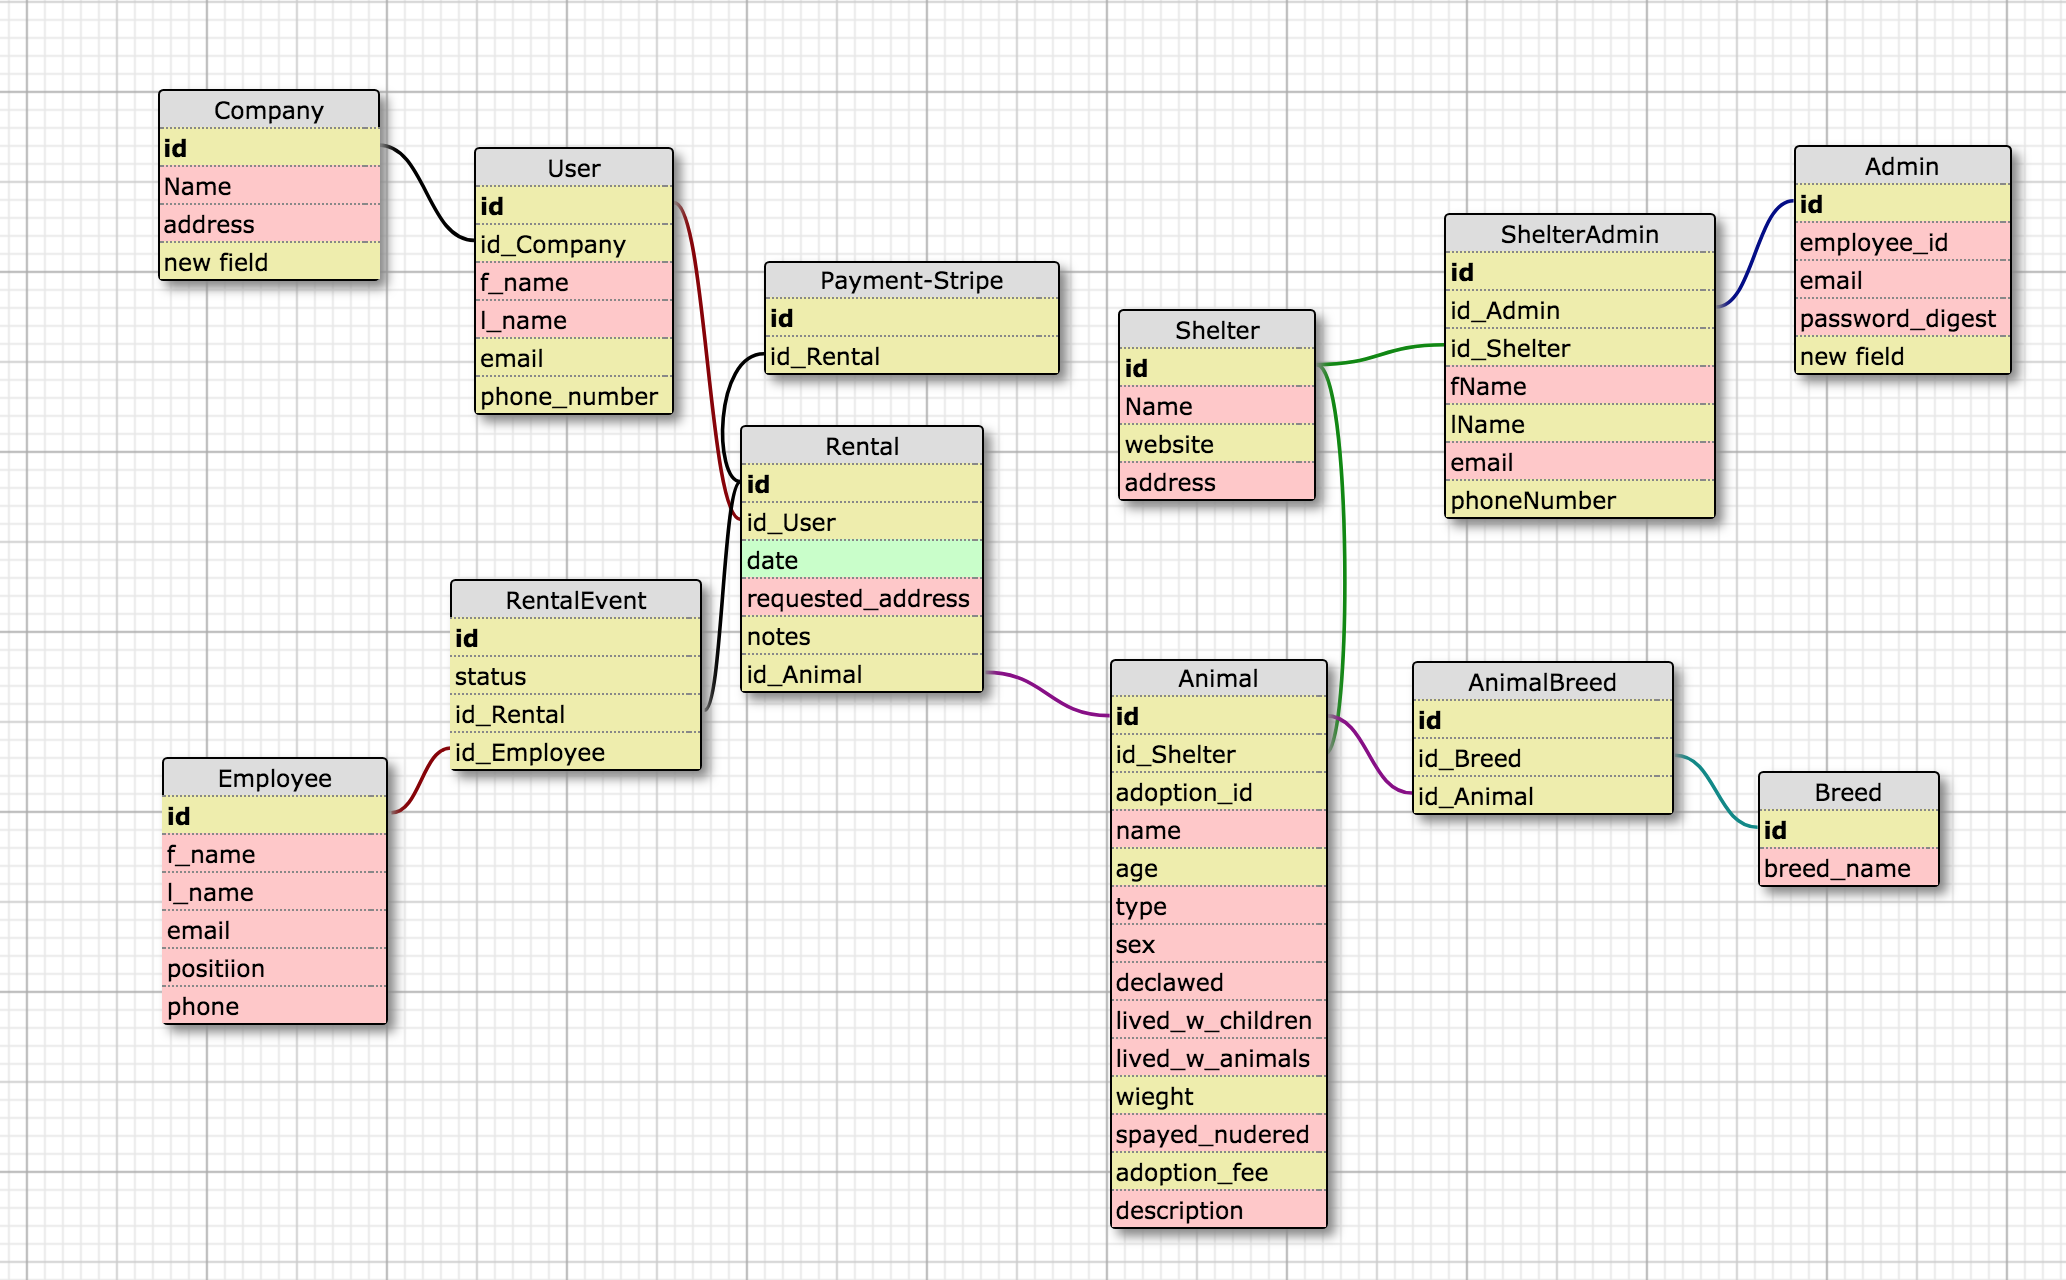 Company
id
Name
address
new field
User
id
id_Company
f_name
l_name
email
phone_number
Payment-Stripe
id
id_Rental
Rental
id
id_User
date
requested_address
notes
id_Animal
RentalEvent
id
status
id_Rental
id_Employee
Employee
id
f_name
l_name
email
positiion
phone
Shelter
id
Name
website
address
ShelterAdmin
id
id_Admin
id_Shelter
fName
lName
email
phoneNumber
Admin
id
employee_id
email
password_digest
new field
Animal
id
id_Shelter
adoption_id
name
age
type
sex
declawed
lived_w_children
lived_w_animals
wieght
spayed_nudered
adoption_fee
description
AnimalBreed
id
id_Breed
id_Animal
Breed
id
breed_name